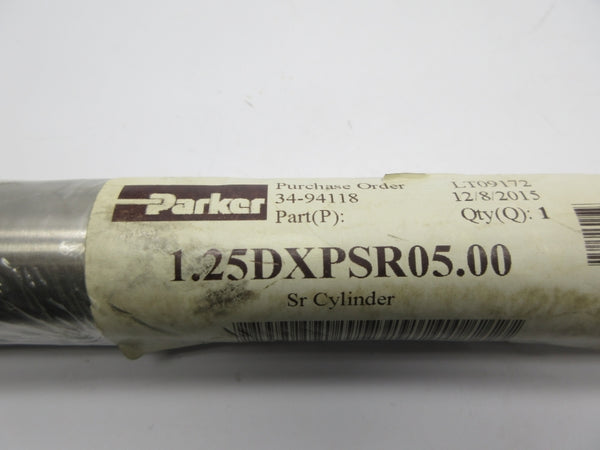 Parker
Purchase Order LT09172
34-94118 12/8/2015
Part(P): Qty(Q): 1
1.25DXPSR05.00
Sr Cylinder